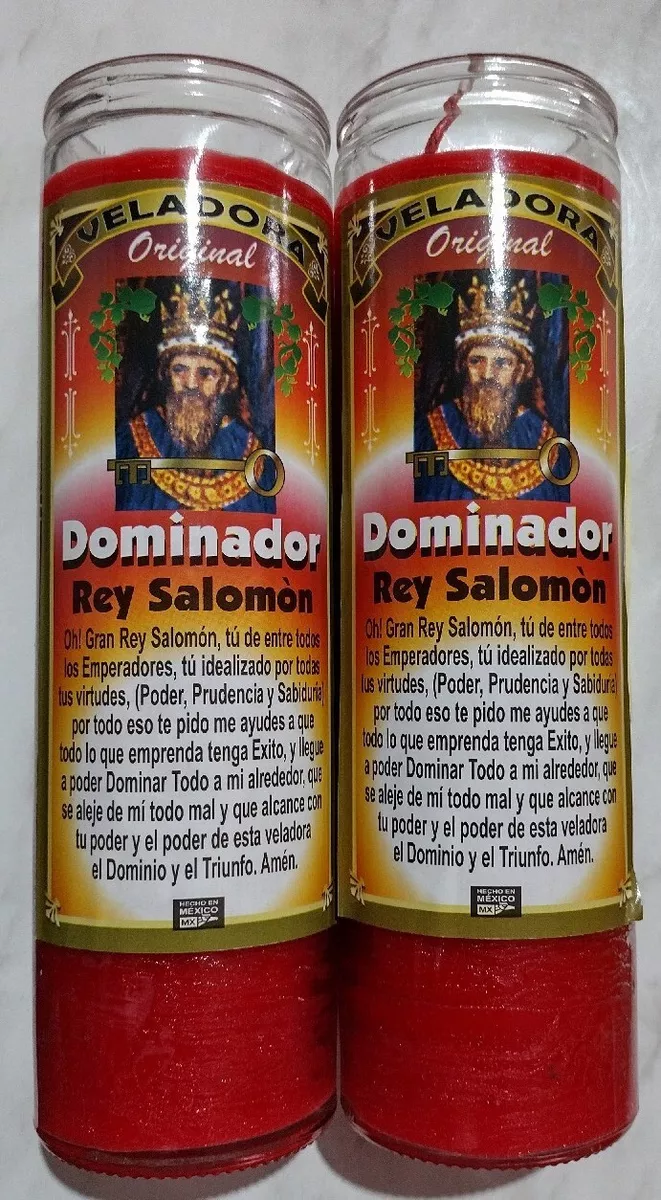 VELADORA
Original
Dominador
Rey Salomòn
Oh! Gran Rey Salomón, tú de entre todos
los Emperadores, tú idealizado por todas
tus virtudes, (Poder, Prudencia y Sabiduria)
por todo eso te pido me ayudes a que
todo lo que emprenda tenga Exito, y llegue
a poder Dominar Todo a mi alrededor, que
se aleje de mí todo mal y que alcance con
tu poder y el poder de esta veladora
el Dominio y el Triunfo. Amén.
HECHO EN
MÉXICO
MX
VELADORA
Original
Dominador
Rey Salomòn
Oh! Gran Rey Salomón, tú de entre todos
los Emperadores, tú idealizado por todas
tus virtudes, (Poder, Prudencia y Sabiduria)
por todo eso te pido me ayudes a que
todo lo que emprenda tenga Exito, y llegue
a poder Dominar Todo a mi alrededor, que
se aleje de mí todo mal y que alcance con
tu poder y el poder de esta veladora
el Dominio y el Triunfo. Amén.
HECHO EN
MÉXICO
MX